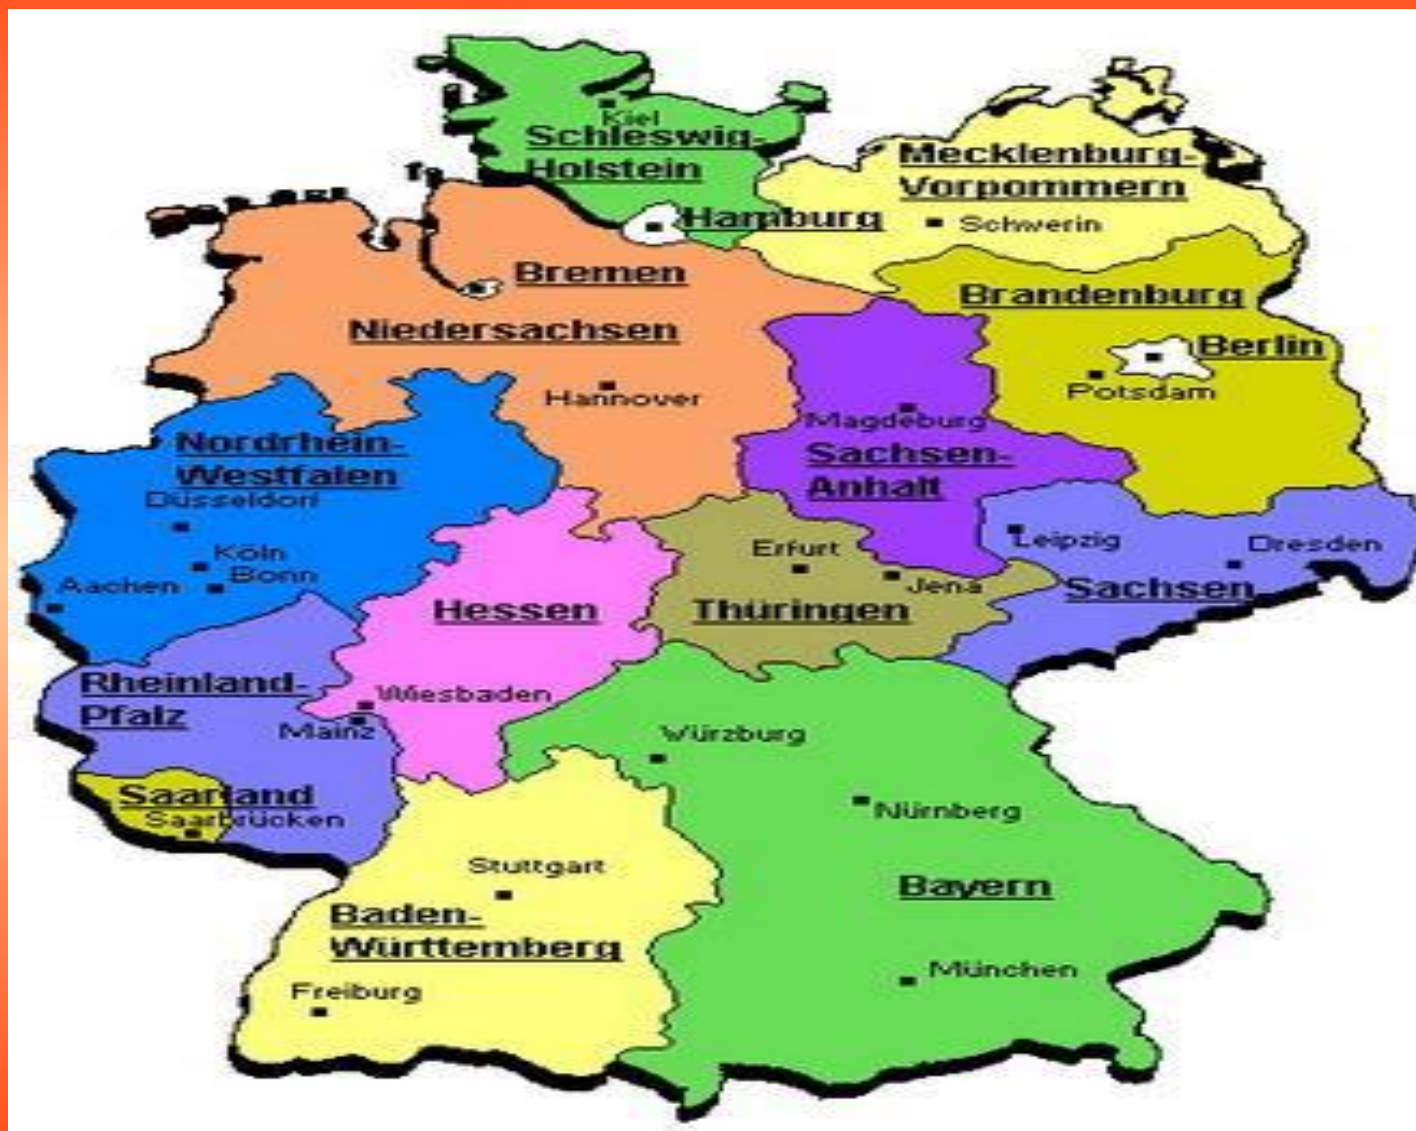 Kiel
Schleswig-
Holstein
Mecklenburg-
Vorpommern
Hamburg
Schwerin
Bremen
Brandenburg
Niedersachsen
Berlin
Potsdam
Hannover
Magdeburg
Nordrhein-
Westfalen
Sachsen-
Anhalt
Düsseldorf
Köln
Bonn
Aachen
Leipzig
Dresden
Erfurt
Jena
Sachsen
Hessen
Thüringen
Rheinland-
Pfalz
Wiesbaden
Mainz
Würzburg
Saarland
Saarbrücken
Nürnberg
Stuttgart
Bayern
Baden-
Württemberg
München
Freiburg